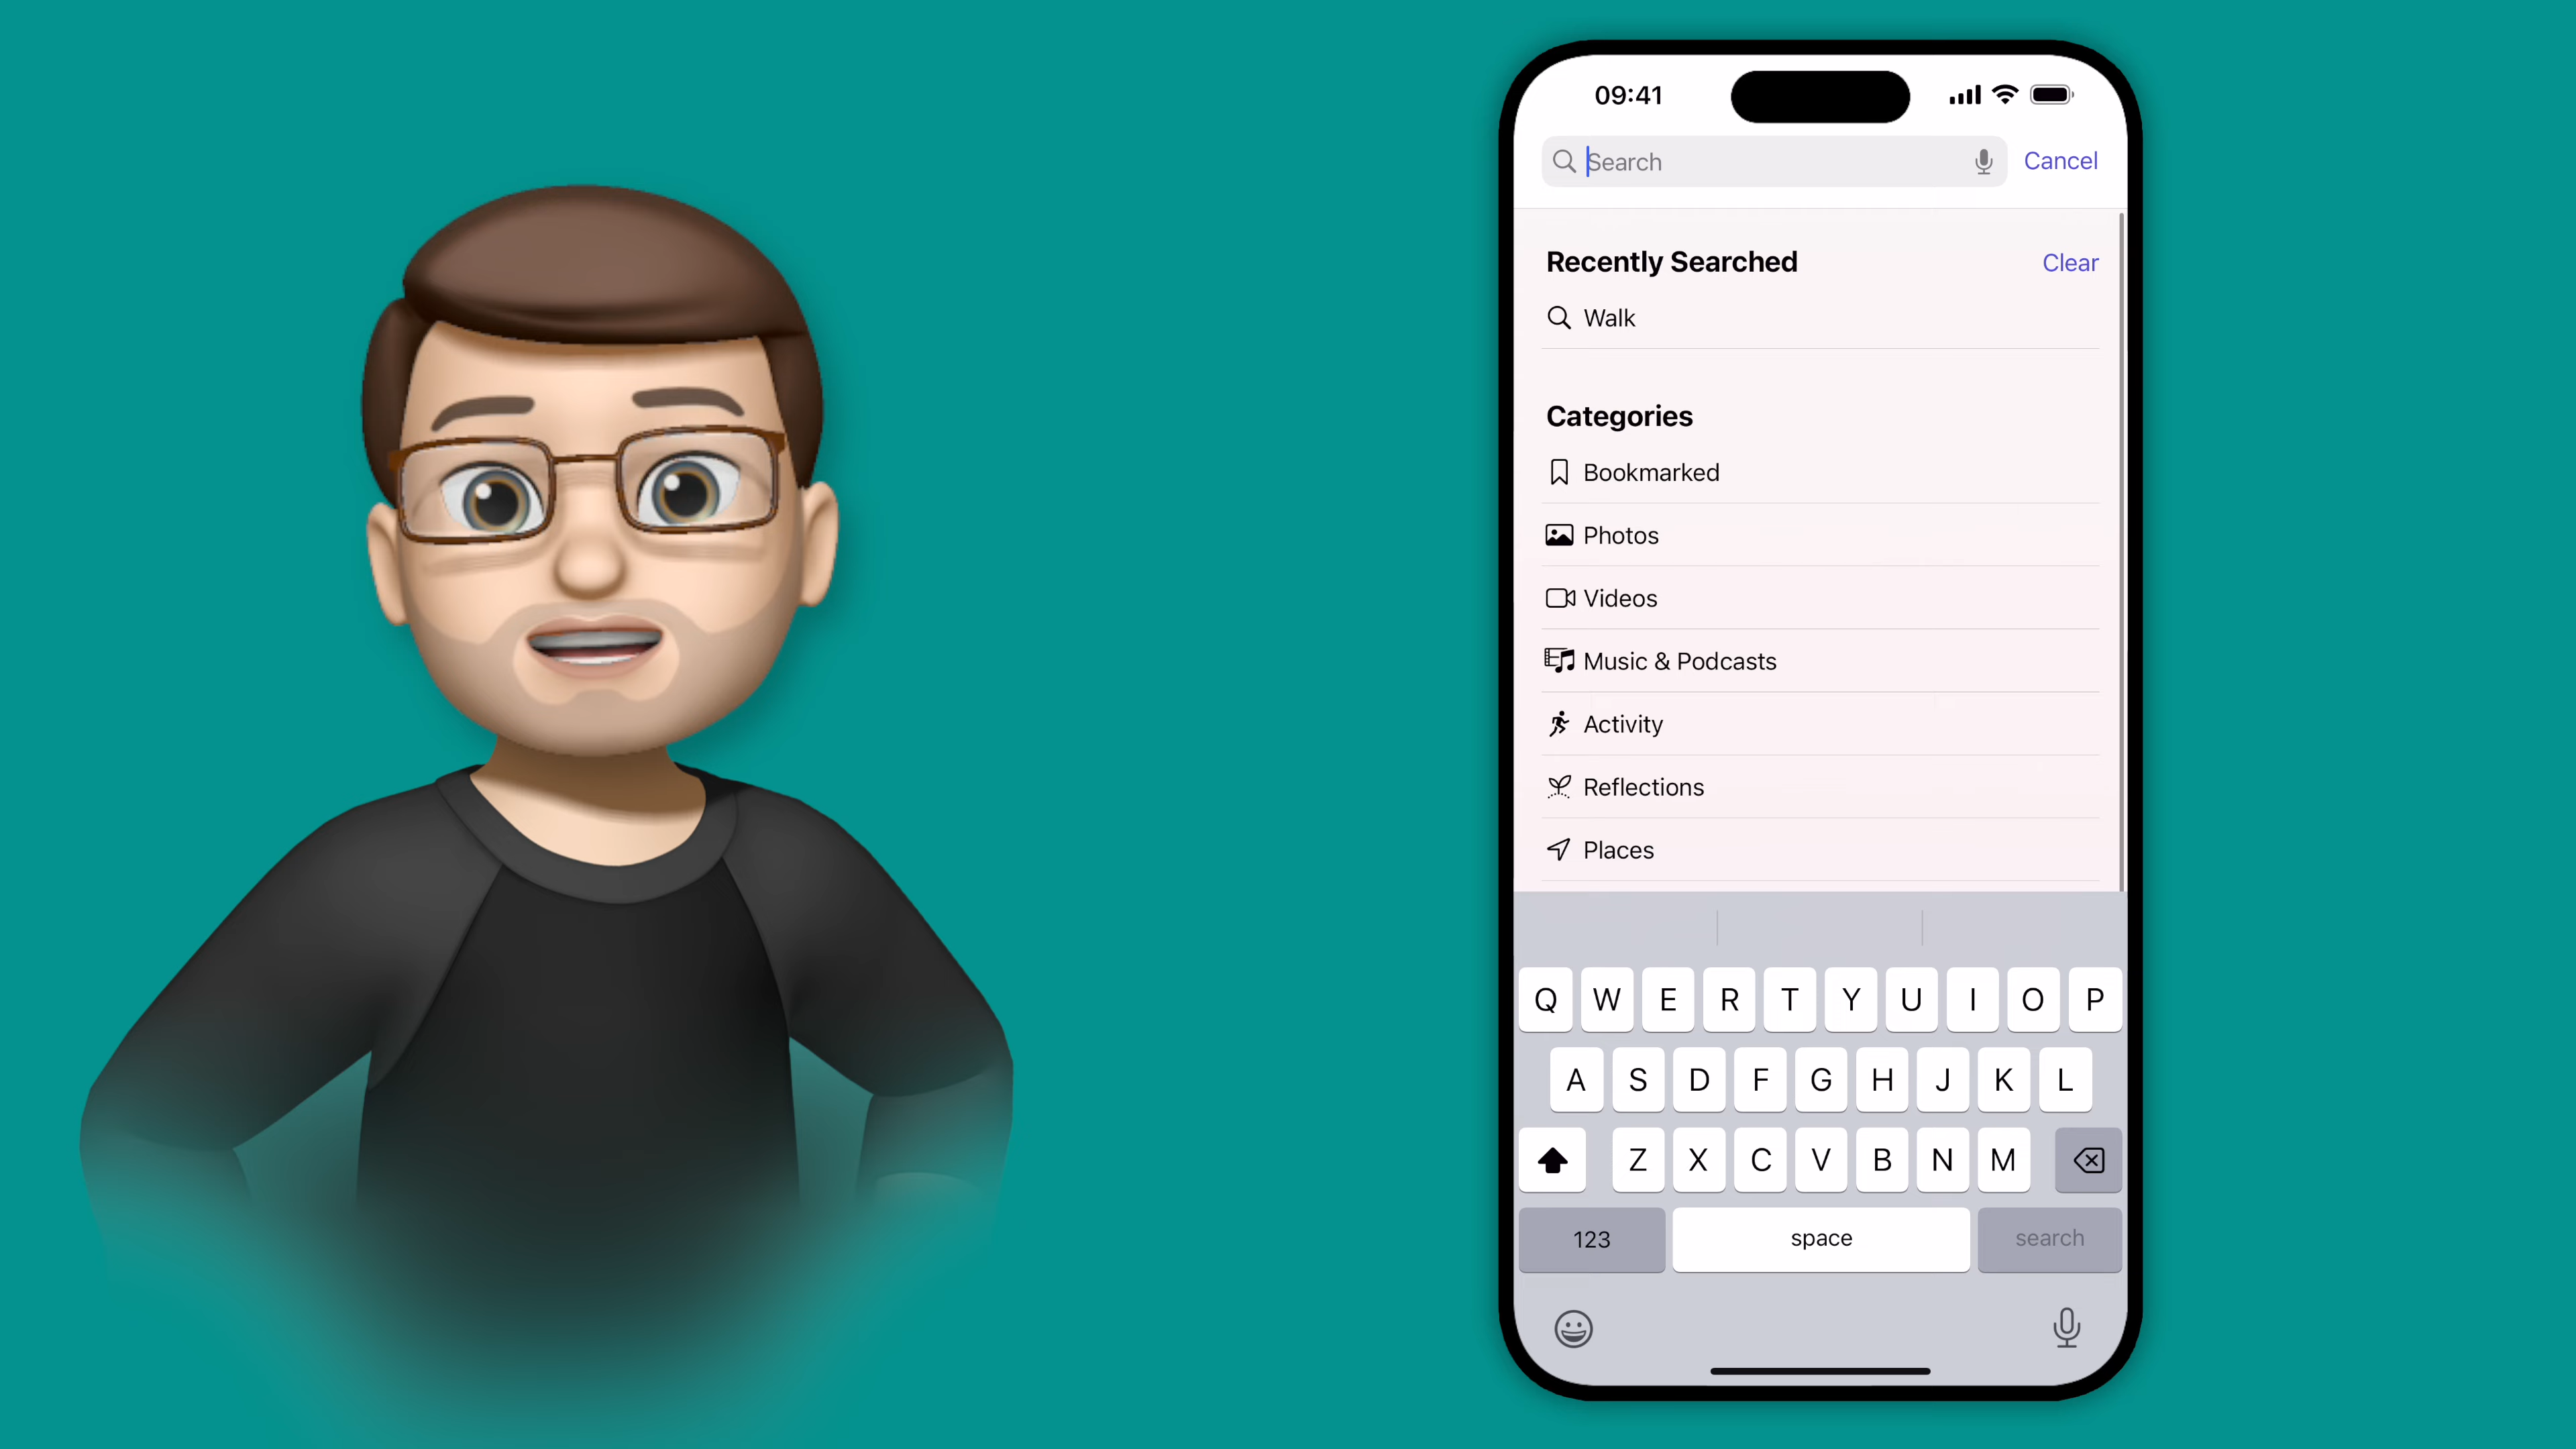 09:41
Search
Cancel
Recently Searched
Clear
Walk
Categories
Bookmarked
Photos
Videos
Music & Podcasts
Activity
Reflections
Places
Q W E R T Y U I O P
A S D F G H J K L
Z X C V B N M
123 space search